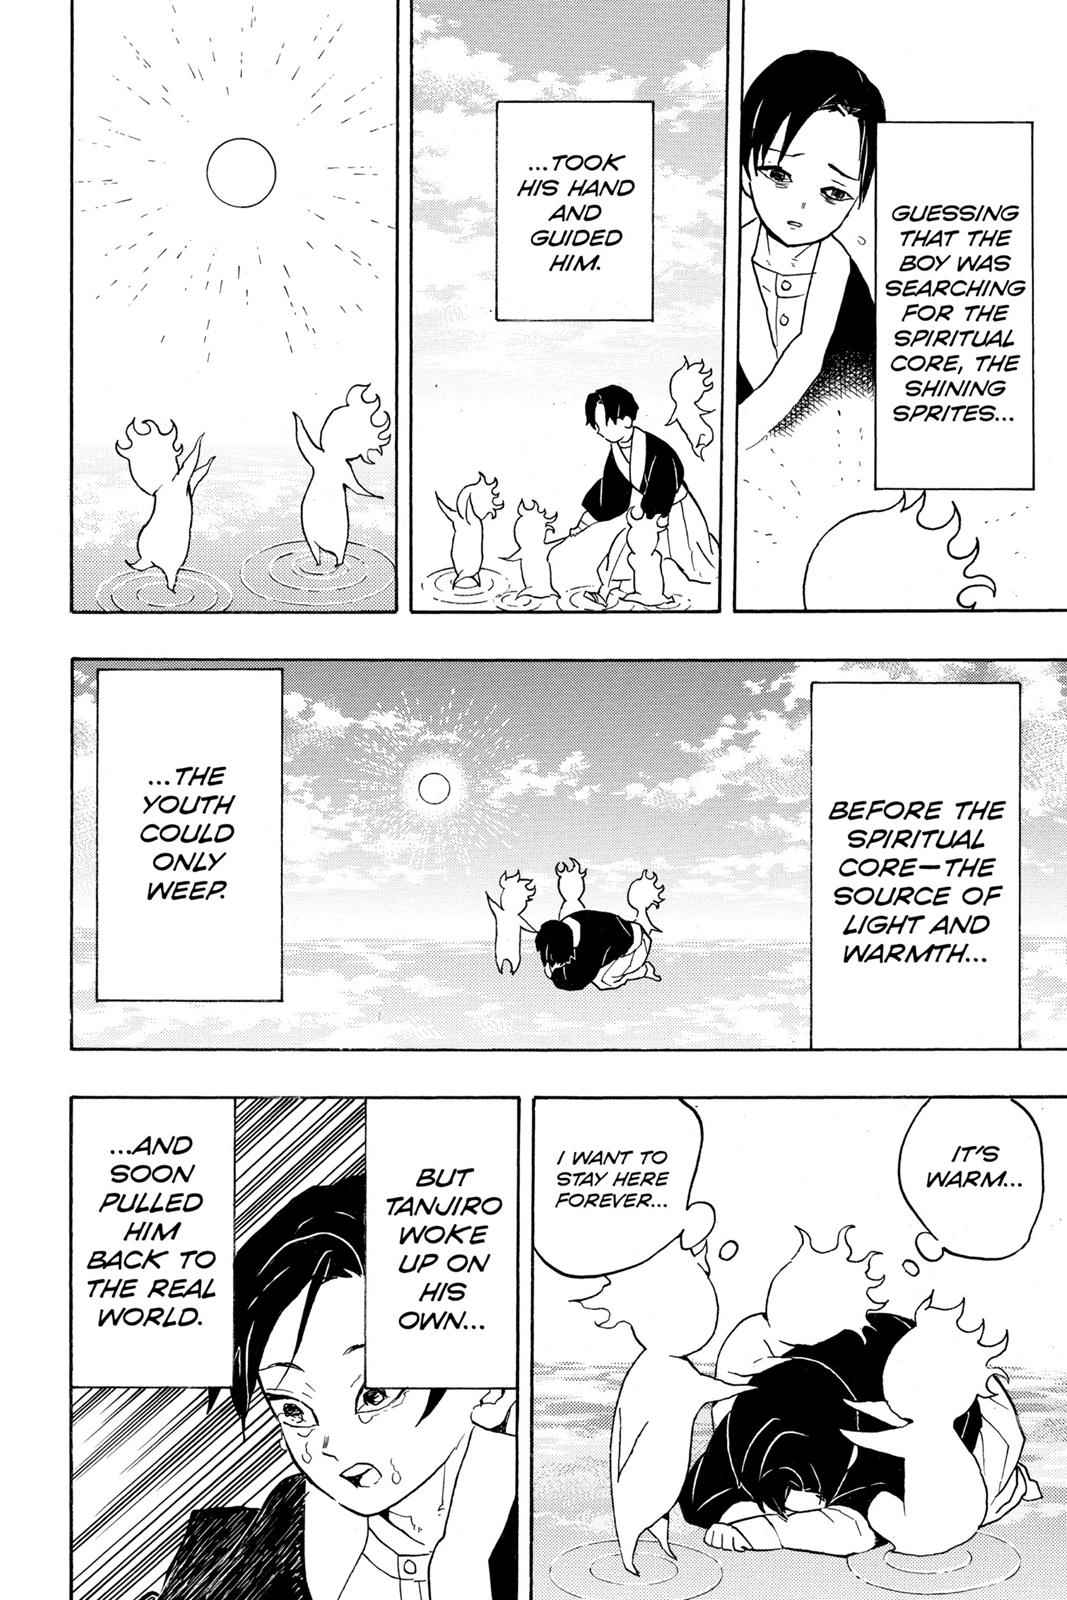 GUESSING
THAT THE
BOY WAS
SEARCHING
FOR THE
SPIRITUAL
CORE, THE
SHINING
SPRITES...
...TOOK
HIS HAND
AND
GUIDED
HIM.
BEFORE THE
SPIRITUAL
CORE—THE
SOURCE OF
LIGHT AND
WARMTH...
...THE
YOUTH
COULD
ONLY
WEEP.
IT'S
WARM...
I WANT TO
STAY HERE
FOREVER...
BUT
TANJIRO
WOKE
UP ON
HIS
OWN...
...AND
SOON
PULLED
HIM
BACK TO
THE REAL
WORLD.